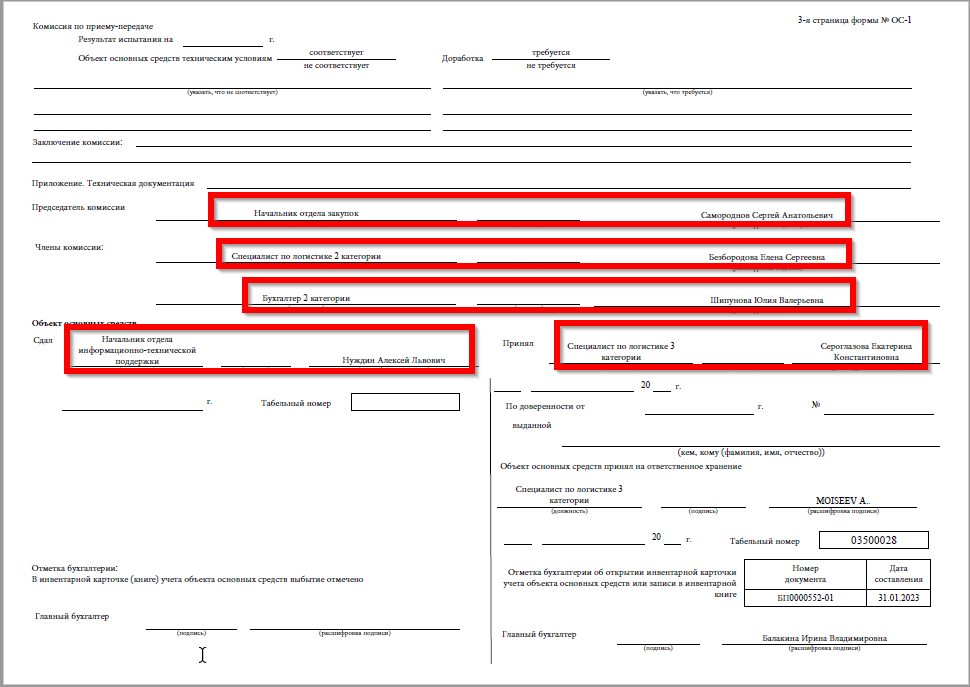 3-я страница формы № ОС-1
Комиссия по приему-передаче
Результат испытания на г.
Объект основных средств техническим условиям соответствует Доработка требуется
не соответствует не требуется
(указать, что не соответствует) (указать, что требуется)
Заключение комиссии:
Приложение. Техническая документация
Председатель комиссии
Начальник отдела закупок Самороднов Сергей Анатольевич
Члены комиссии:
Специалист по логистике 2 категории Безбородова Елена Сергеевна
Бухгалтер 2 категории Шипунова Юлия Валерьевна
Объект основных средств
Сдал
Начальник отдела
информационно-технической
поддержки
Нуждин Алексей Львович
Принял
Специалист по логистике 3
категории
Сероглазова Екатерина
Константиновна
г. Табельный номер
20 г.
По доверенности от г. №
выданной
(кем, кому (фамилия, имя, отчество))
Объект основных средств принял на ответственное хранение
Специалист по логистике 3
категории
MOISEEV A..
(должность) (подпись) (расшифровка подписи)
20 г. Табельный номер 03500028
Отметка бухгалтерии:
В инвентарной карточке (книге) учета объекта основных средств выбытие отмечено
Отметка бухгалтерии об открытии инвентарной карточки
учета объекта основных средств или записи в инвентарной
книге
Номер
документа
Дата
составления
БП0000552-01 31.01.2023
Главный бухгалтер
(подпись) (расшифровка подписи)
Главный бухгалтер
Балакина Ирина Владимировна
(подпись) (расшифровка подписи)